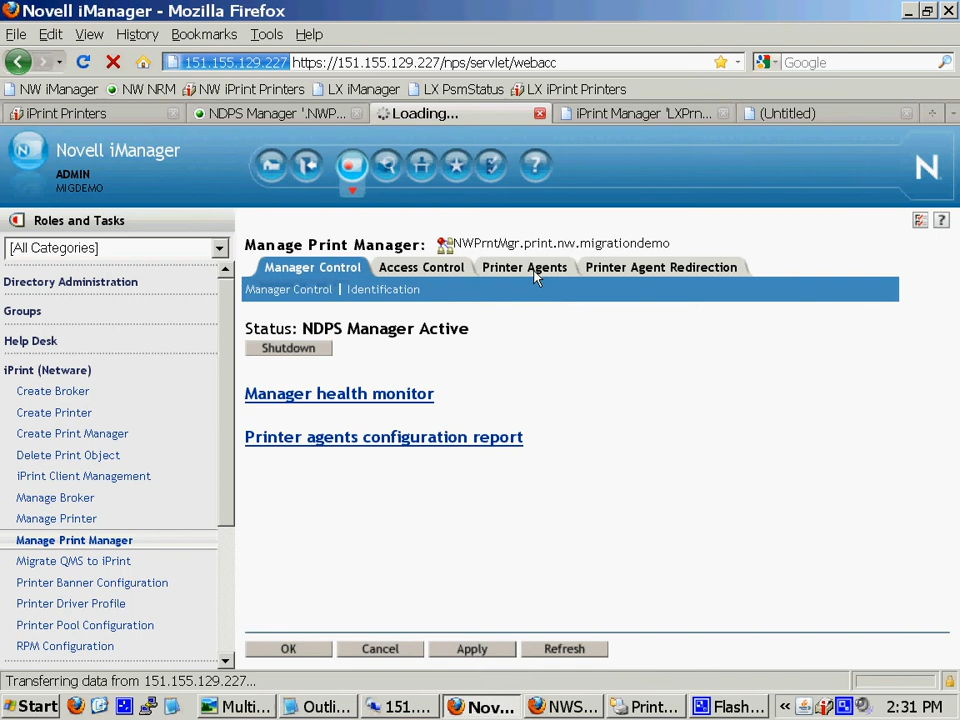 Novell iManager - Mozilla Firefox
File Edit View History Bookmarks Tools Help
151.155.129.227 https://151.155.129.227/nps/servlet/webacc
Google
NW iManager NW NRM NW iPrint Printers LX iManager LX PsmStatus LX iPrint Printers
iPrint Printers NDPS Manager '.NWP... Loading... iPrint Manager 'LXPrn... (Untitled)
Novell iManager
ADMIN
MIGDEMO
N
Roles and Tasks
[All Categories]
Directory Administration
Groups
Help Desk
iPrint (Netware)
Create Broker
Create Printer
Create Print Manager
Delete Print Object
iPrint Client Management
Manage Broker
Manage Printer
Manage Print Manager
Migrate QMS to iPrint
Printer Banner Configuration
Printer Driver Profile
Printer Pool Configuration
RPM Configuration
Manage Print Manager: NWPrntMgr.print.nw.migrationdemo
Manager Control Access Control Printer Agents Printer Agent Redirection
Manager Control | Identification
Status: NDPS Manager Active
Shutdown
Manager health monitor
Printer agents configuration report
OK Cancel Apply Refresh
Transferring data from 151.155.129.227...
Start Multi... Outli... 151.... Nov... NWS... Print... Flash... « 2:31 PM